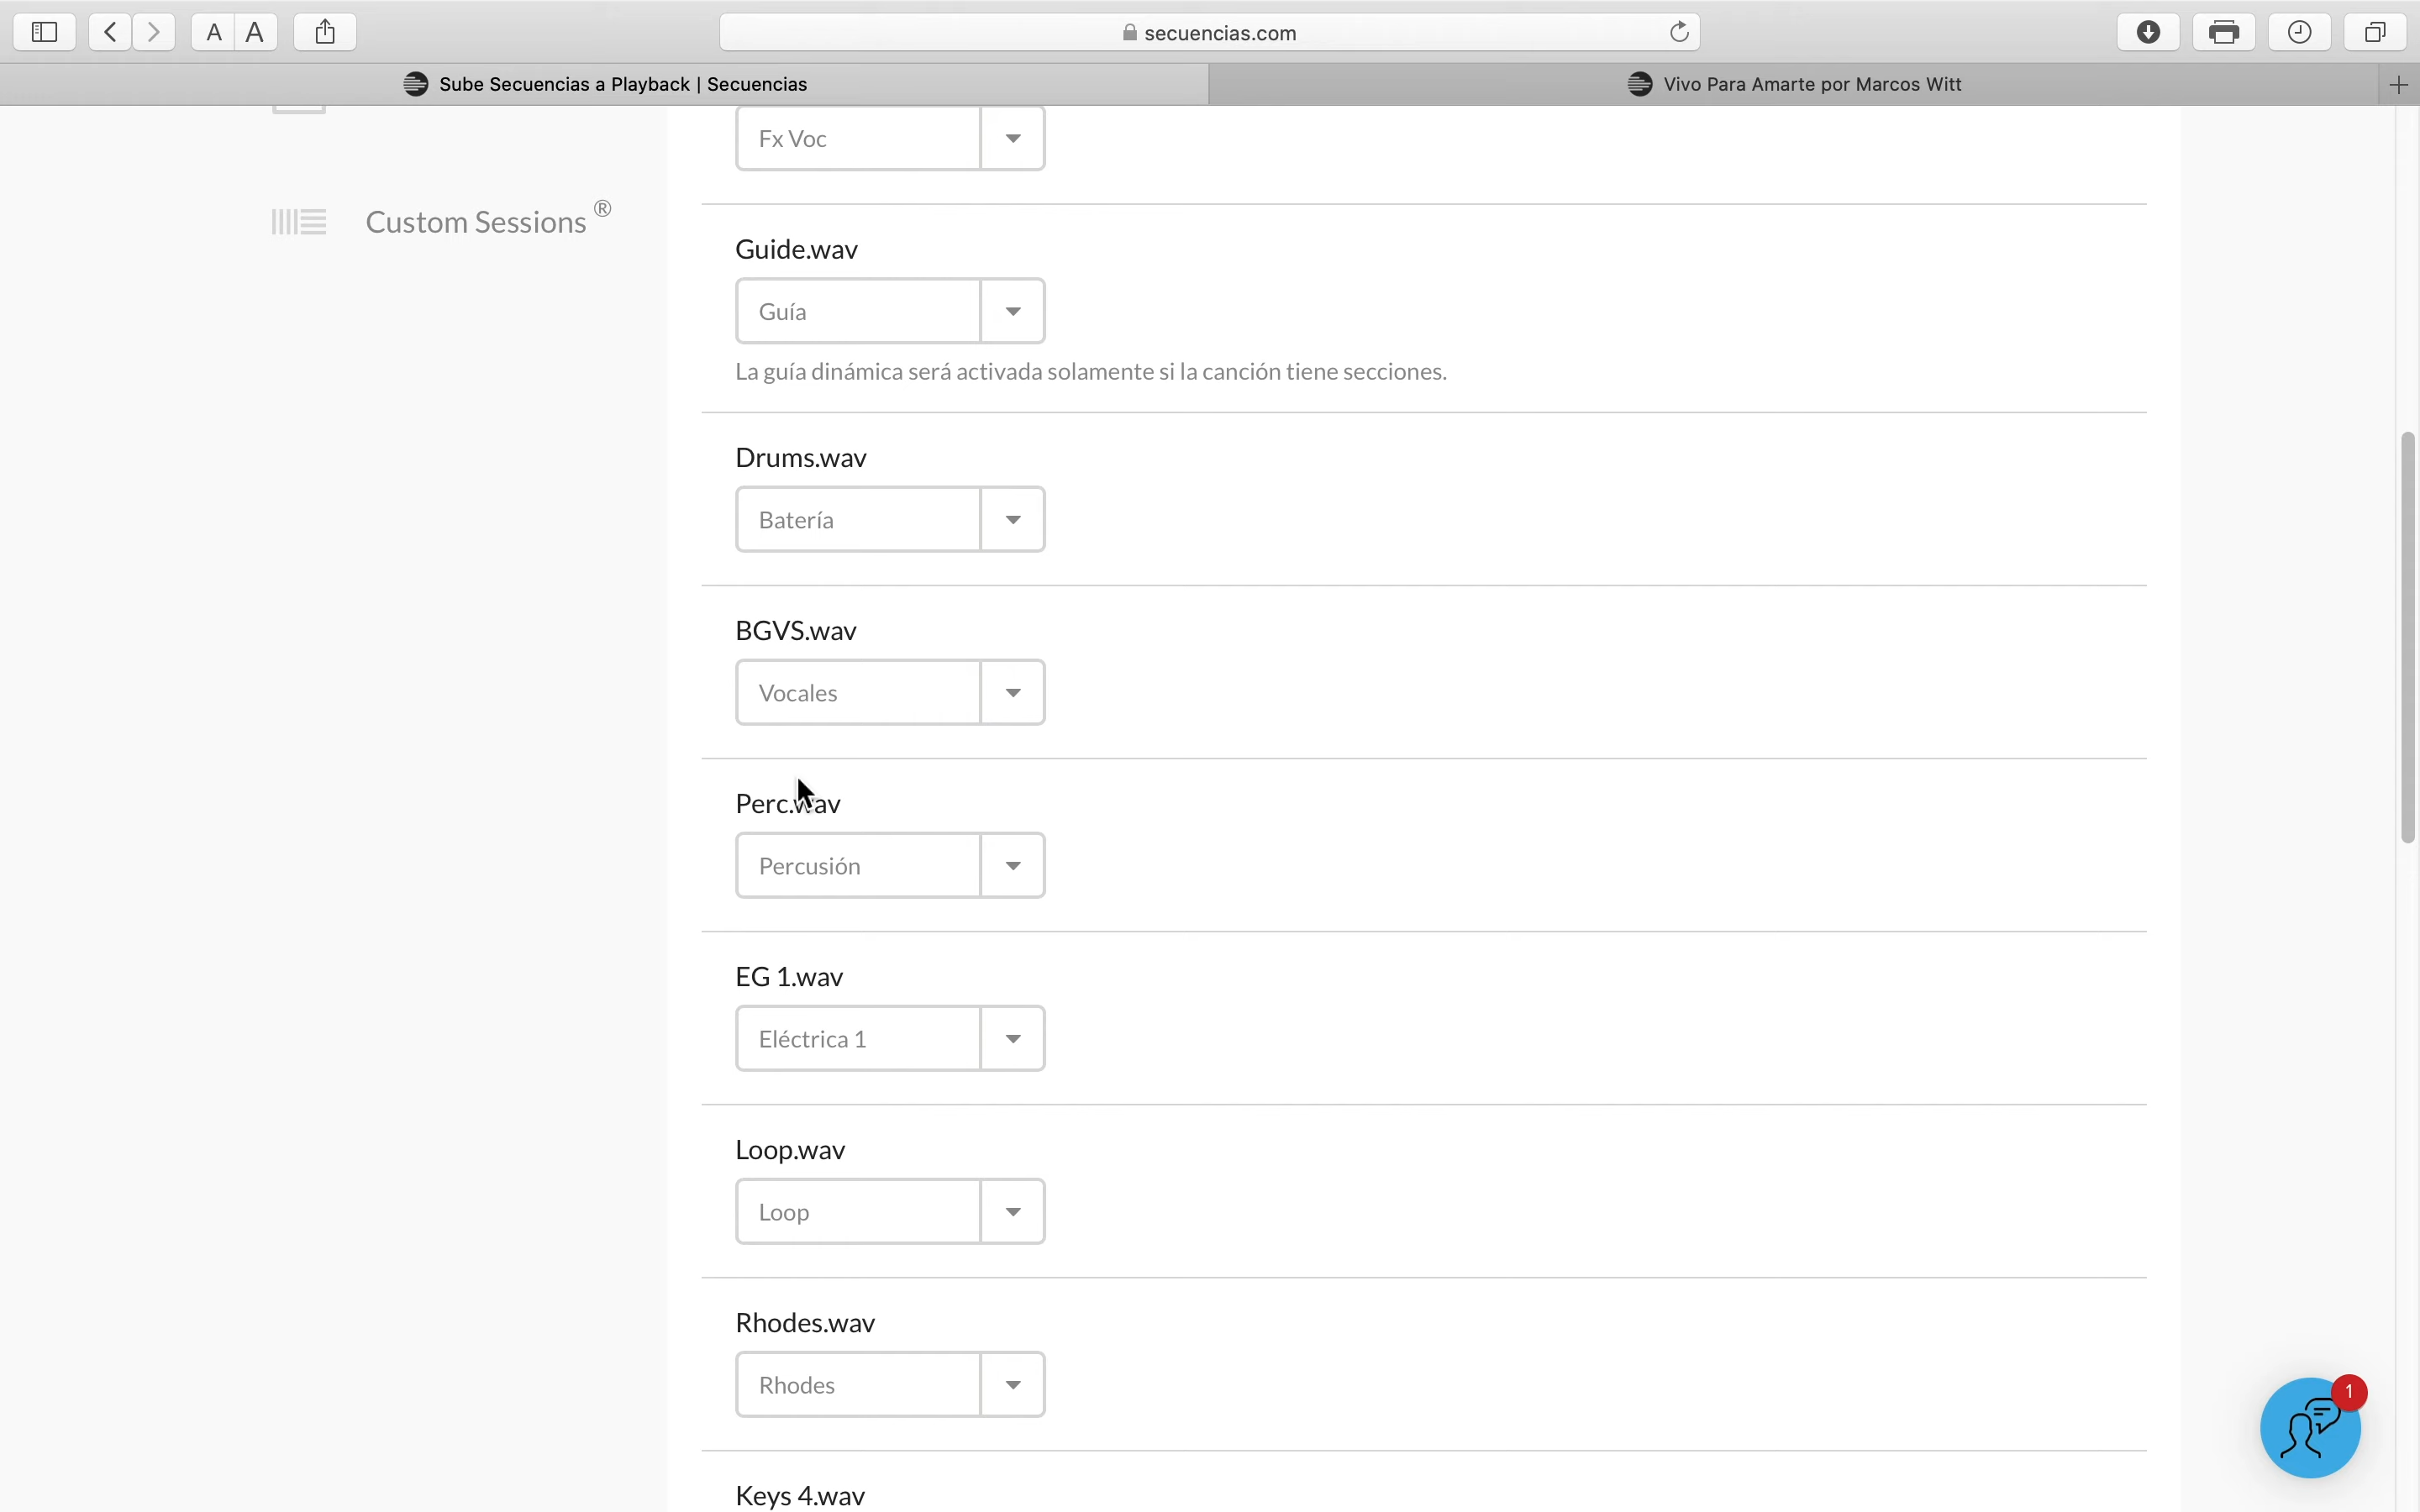 A A
secuencias.com
Sube Secuencias a Playback | Secuencias
Vivo Para Amarte por Marcos Witt
Fx Voc
Custom Sessions ®
Guide.wav
Guía
La guía dinámica será activada solamente si la canción tiene secciones.
Drums.wav
Batería
BGVS.wav
Vocales
Perc.wav
Percusión
EG 1.wav
Eléctrica 1
Loop.wav
Loop
Rhodes.wav
Rhodes
1
Keys 4.wav